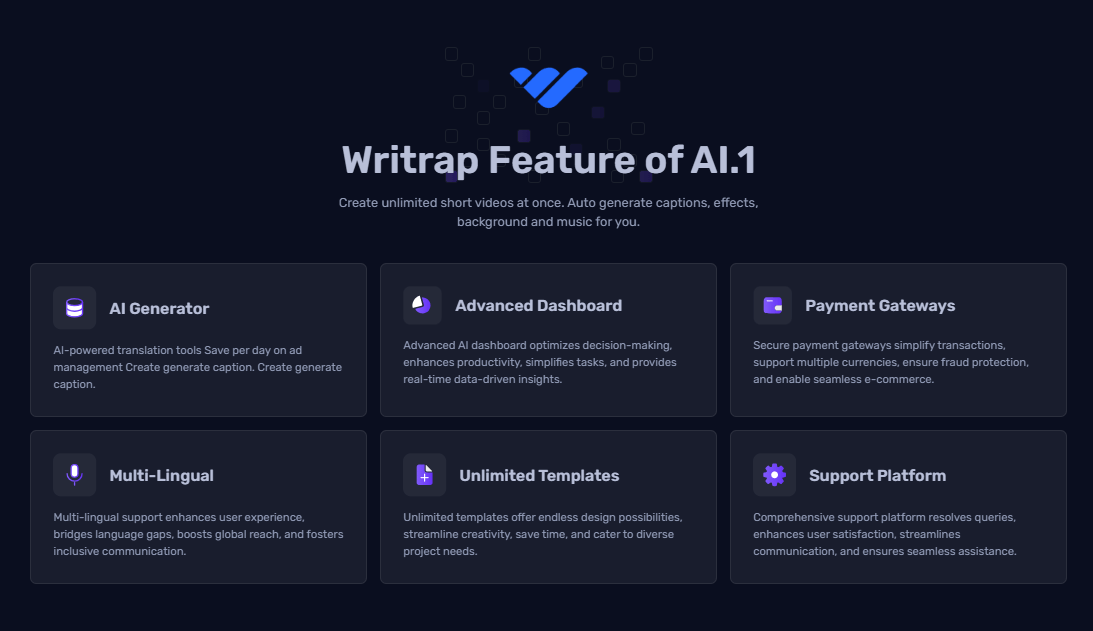 Writrap Feature of AI.1
Create unlimited short videos at once. Auto generate captions, effects,
background and music for you.
AI Generator
AI-powered translation tools Save per day on ad
management Create generate caption. Create generate
caption.
Advanced Dashboard
Advanced AI dashboard optimizes decision-making,
enhances productivity, simplifies tasks, and provides
real-time data-driven insights.
Payment Gateways
Secure payment gateways simplify transactions,
support multiple currencies, ensure fraud protection,
and enable seamless e-commerce.
Multi-Lingual
Multi-lingual support enhances user experience,
bridges language gaps, boosts global reach, and fosters
inclusive communication.
Unlimited Templates
Unlimited templates offer endless design possibilities,
streamline creativity, save time, and cater to diverse
project needs.
Support Platform
Comprehensive support platform resolves queries,
enhances user satisfaction, streamlines
communication, and ensures seamless assistance.